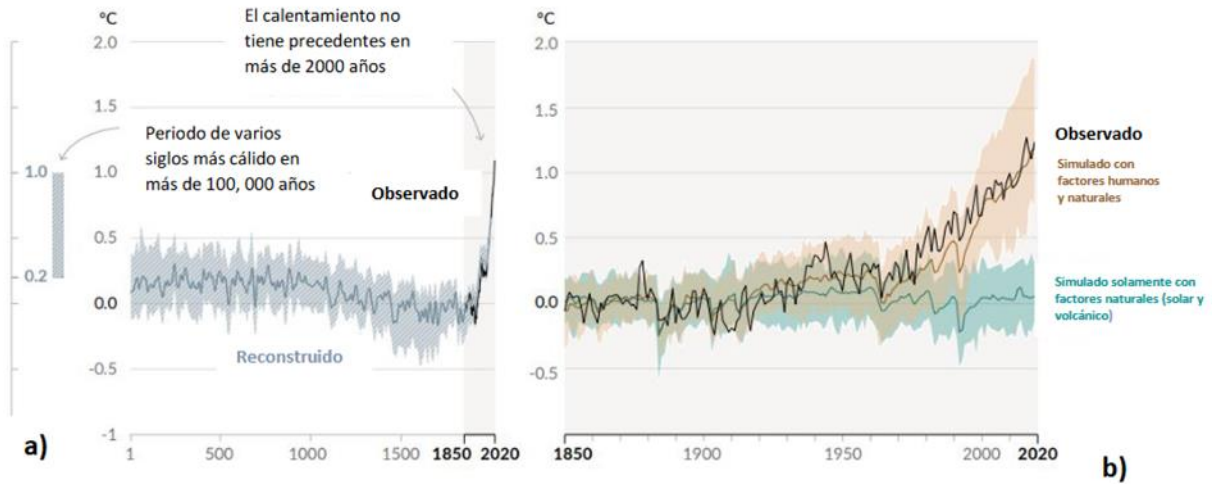 °C
El calentamiento no
tiene precedentes en
más de 2000 años
2.0
1.5
Periodo de varios
siglos más cálido en
más de 100, 000 años
1.0
0.2
1.0
Observado
0.5
0.0
Reconstruido
-0.5
-1
1
500
1000
1500
1850
2020
a)
°C
2.0
1.5
1.0
0.5
0.0
-0.5
1850
1900
1950
2000
2020
Observado
Simulado con
factores humanos
y naturales
Simulado solamente con
factores naturales (solar y
volcánico)
b)